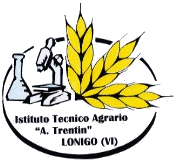 Istituto Tecnico Agrario
"A. Trentin"
LONIGO (VI)